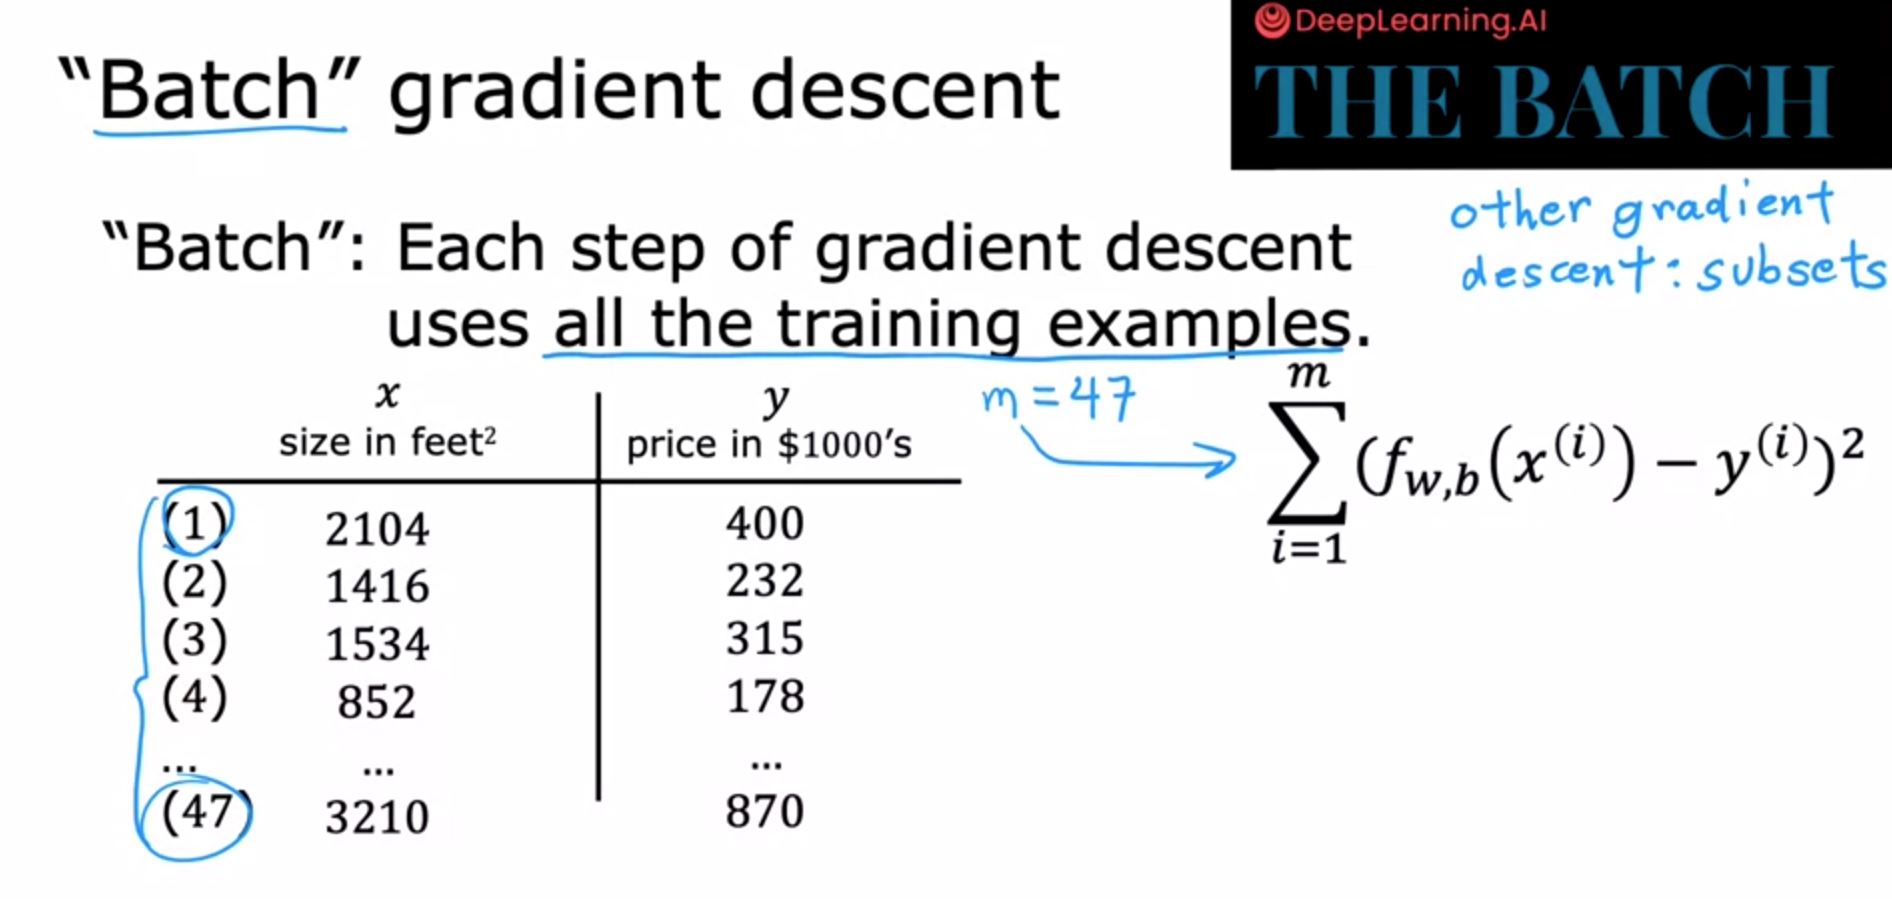 DeepLearning.AI
THE BATCH
“Batch” gradient descent
other gradient
descent: subsets
“Batch”: Each step of gradient descent
uses all the training examples.
x y
size in feet² price in $1000’s
(1) 2104 400
(2) 1416 232
(3) 1534 315
(4) 852 178
... ... ...
(47) 3210 870
m = 47
m
∑ (f_{w,b}(x^{(i)}) − y^{(i)})²
i=1